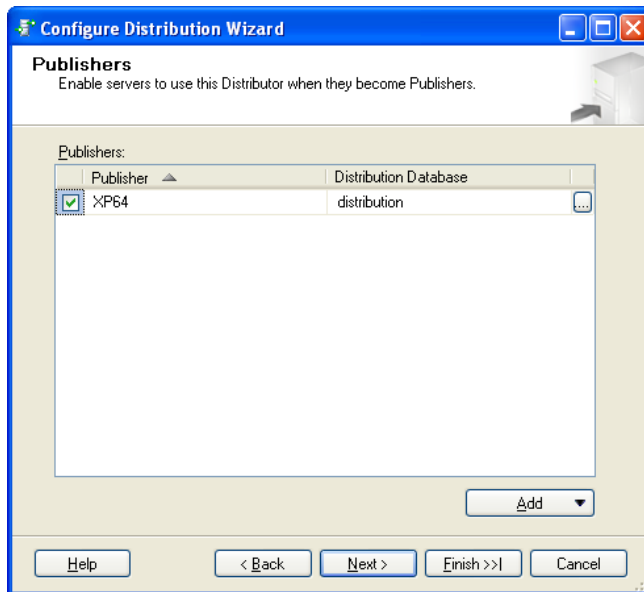 Configure Distribution Wizard
Publishers
Enable servers to use this Distributor when they become Publishers.
Publishers:
Publisher Distribution Database
XP64 distribution ...
Add
Help < Back Next > Finish >>| Cancel